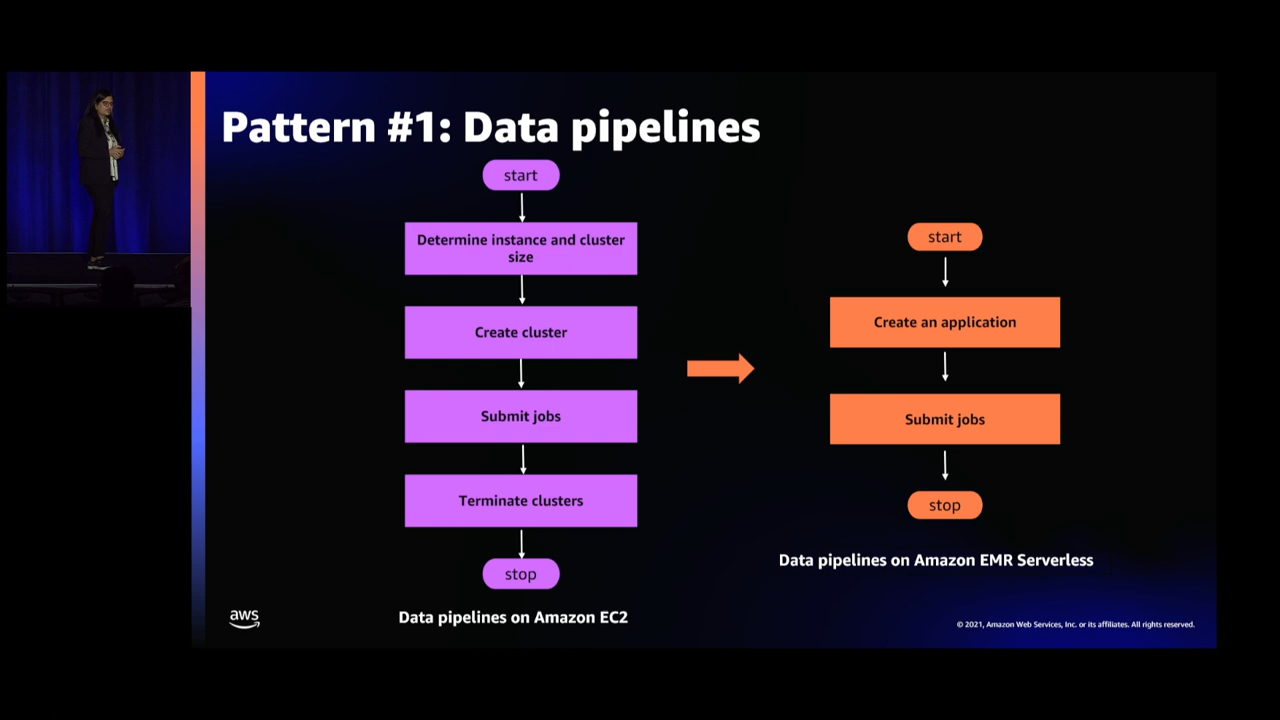 Pattern #1: Data pipelines
start
Determine instance and cluster
size
Create cluster
Submit jobs
Terminate clusters
stop
Data pipelines on Amazon EC2
start
Create an application
Submit jobs
stop
Data pipelines on Amazon EMR Serverless
aws
© 2021, Amazon Web Services, Inc. or its affiliates. All rights reserved.